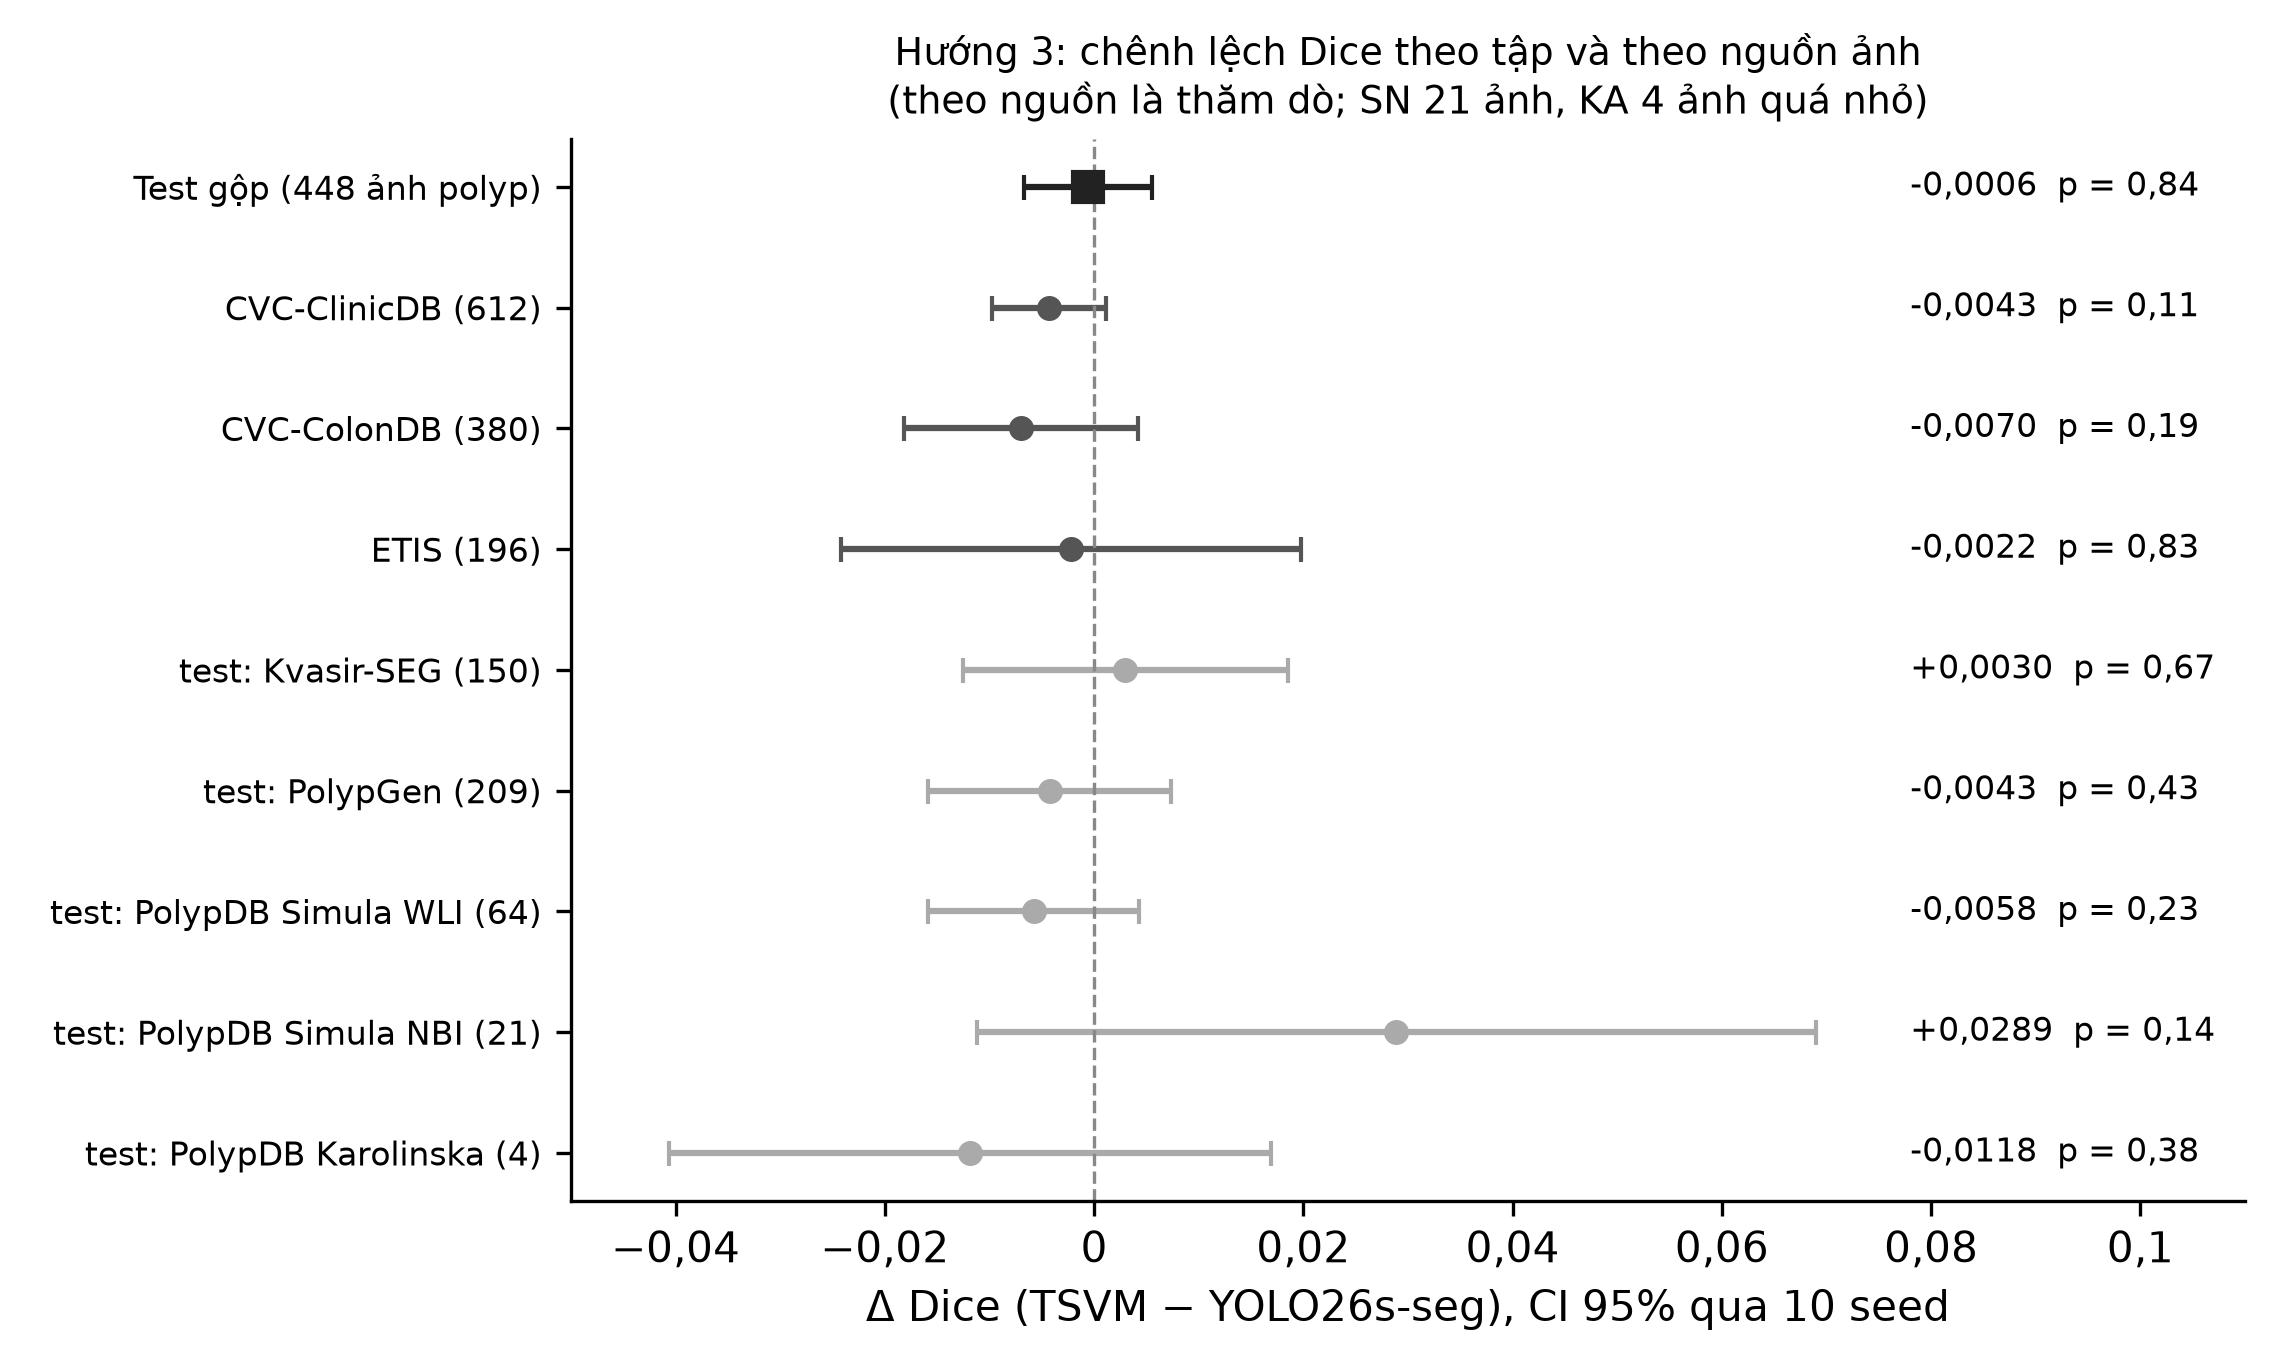 Hướng 3: chênh lệch Dice theo tập và theo nguồn ảnh
(theo nguồn là thăm dò; SN 21 ảnh, KA 4 ảnh quá nhỏ)
Test gộp (448 ảnh polyp) -0,0006 p = 0,84
CVC-ClinicDB (612) -0,0043 p = 0,11
CVC-ColonDB (380) -0,0070 p = 0,19
ETIS (196) -0,0022 p = 0,83
test: Kvasir-SEG (150) +0,0030 p = 0,67
test: PolypGen (209) -0,0043 p = 0,43
test: PolypDB Simula WLI (64) -0,0058 p = 0,23
test: PolypDB Simula NBI (21) +0,0289 p = 0,14
test: PolypDB Karolinska (4) -0,0118 p = 0,38
−0,04 −0,02 0 0,02 0,04 0,06 0,08 0,1
Δ Dice (TSVM − YOLO26s-seg), CI 95% qua 10 seed